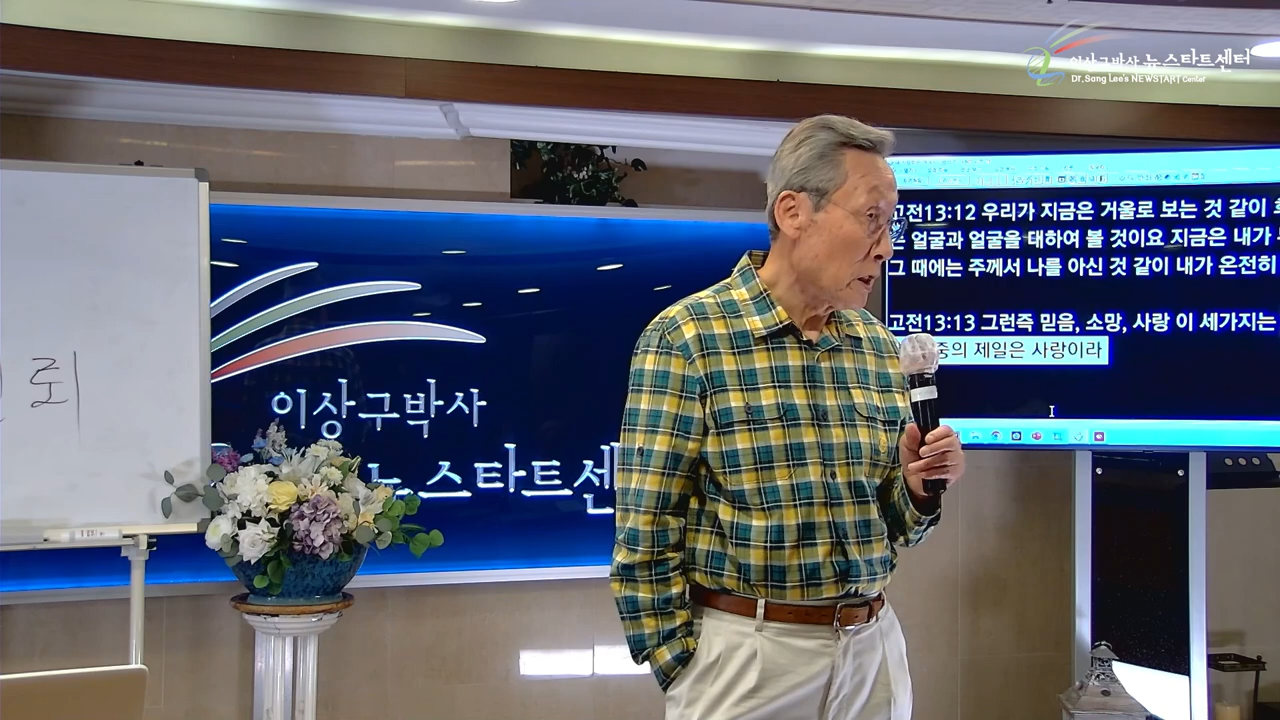 이상구박사 뉴스타트센터
Dr. Sang Lee's NEWSTART Center
고전13:12 우리가 지금은 거울로 보는 것 같이
얼굴과 얼굴을 대하여 볼 것이요 지금은 내가
그 때에는 주께서 나를 아신 것 같이 내가 온전히
고전13:13 그런즉 믿음, 소망, 사랑 이 세가지는
중의 제일은 사랑이라
뢰
이상구박사
뉴스타트센